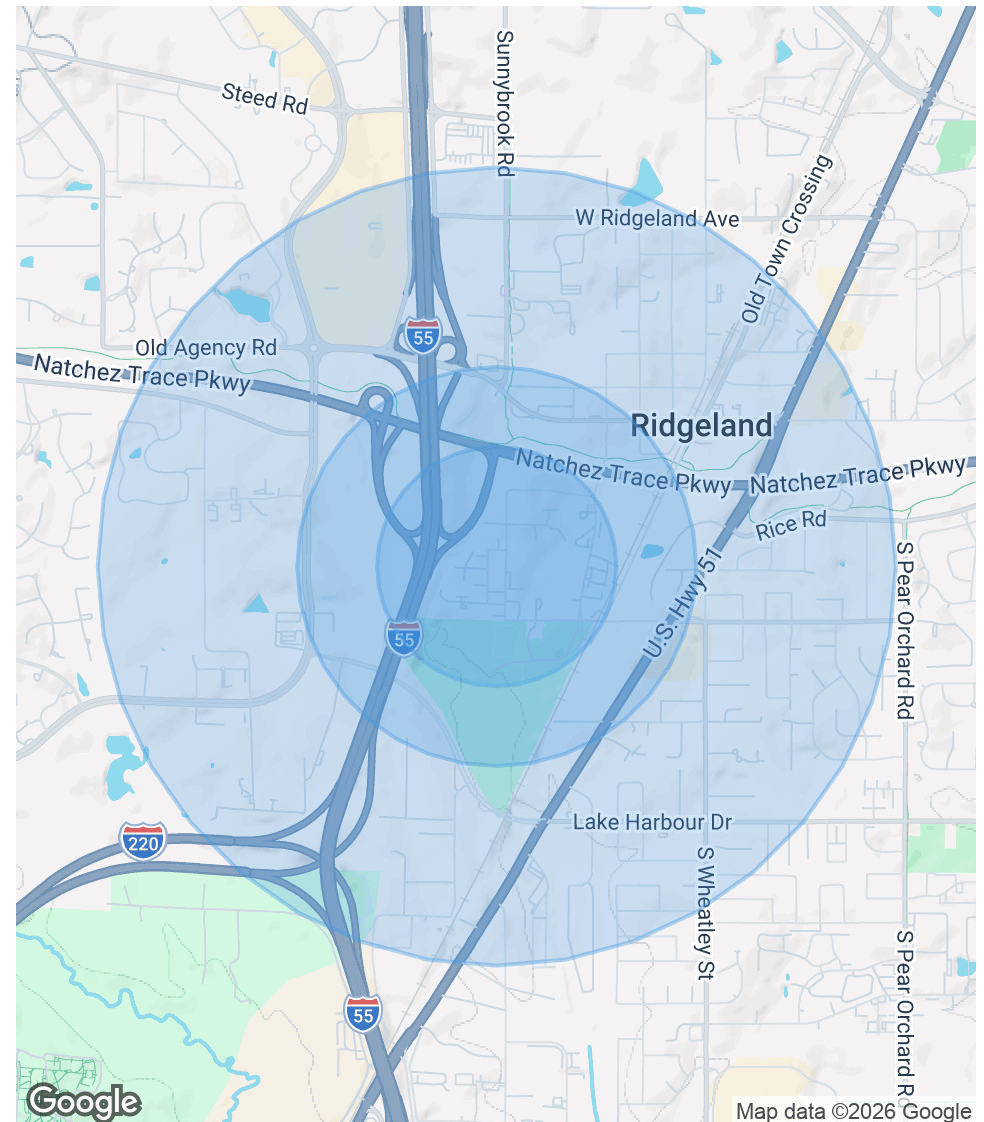 Steed Rd
Sunnybrook Rd
W Ridgeland Ave
Old Town Crossing
55
Old Agency Rd
Natchez Trace Pkwy
Ridgeland
Natchez Trace Pkwy
Natchez Trace Pkwy
Rice Rd
U.S. Hwy 51
S Pear Orchard Rd
55
Lake Harbour Dr
220
S Wheatley St
S Pear Orchard Rd
55
Google
Map data ©2026 Google